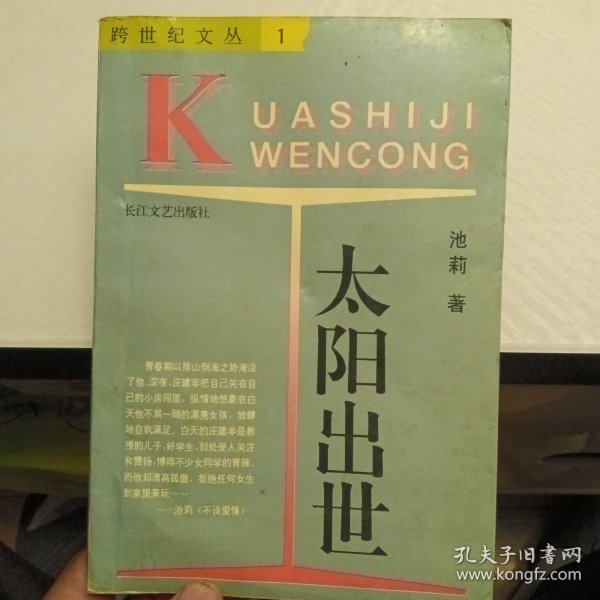 跨世纪文丛 1
KUASHIJI
WENCONG
长江文艺出版社
池莉 著
太阳出世
青春期以排山倒海之势淹没
了他。深夜，庄建非把自己关在自
己的小房间里，纵情地想象在白
天他不屑一顾的漂亮女孩，放肆
地自我满足。白天的庄建非是教
授的儿子，好学生，到处受人关注
和赞扬，博得不少女同学的青睐。
而他却清高孤傲，拒绝任何女生
到家里来玩……
——池莉《不谈爱情》
孔夫子旧书网
www.kongfz.com